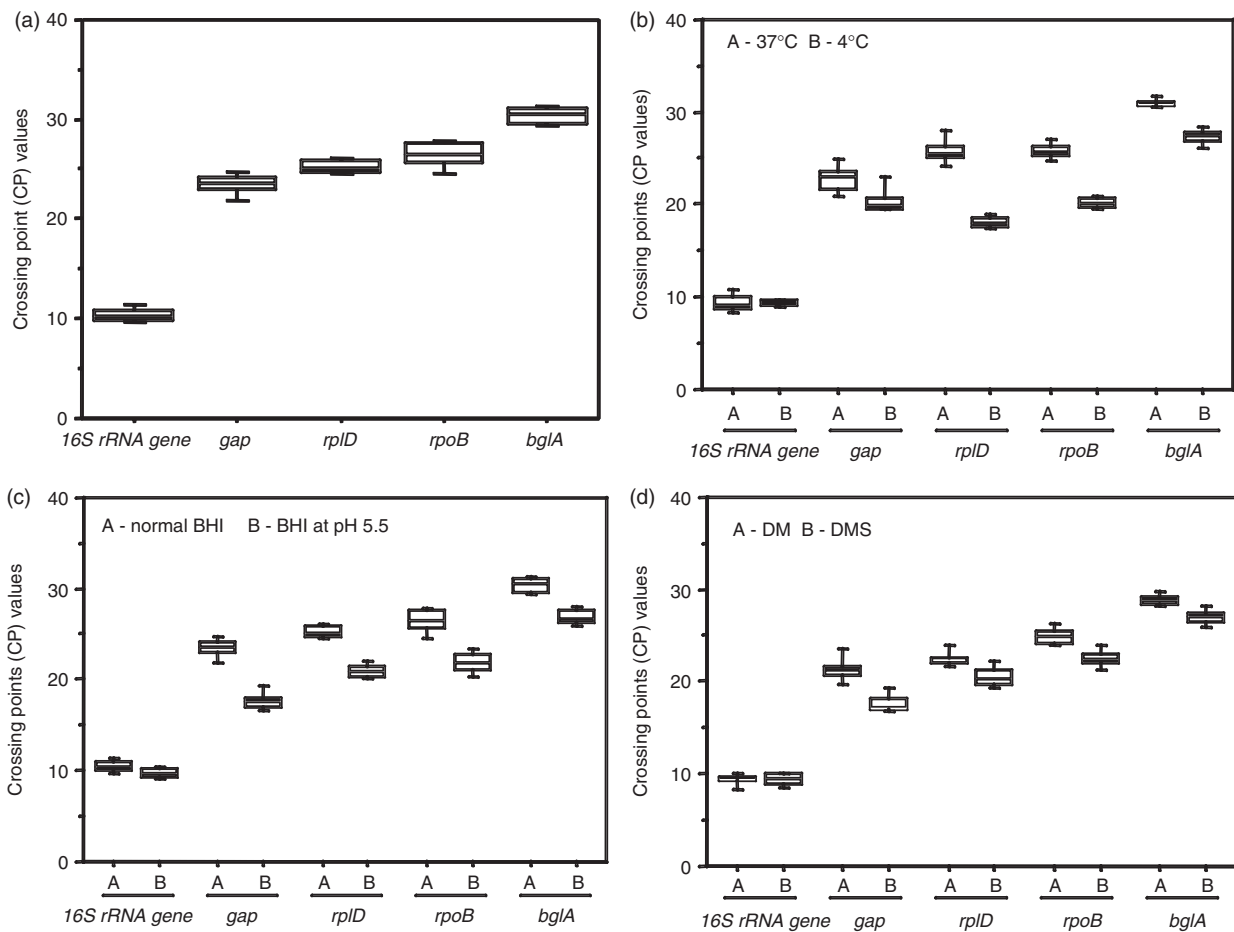 (a)
40
30
20
10
0
Crossing point (CP) values
16S rRNA gene gap rplD rpoB bglA
(b)
A - 37°C B - 4°C
40
30
20
10
0
Crossing points (CP values)
A B A B A B A B A B
16S rRNA gene gap rplD rpoB bglA
(c)
A - normal BHI B - BHI at pH 5.5
40
30
20
10
0
Crossing points (CP) values
A B A B A B A B A B
16S rRNA gene gap rplD rpoB bglA
(d)
A - DM B - DMS
40
30
20
10
0
Crossing points (CP) values
A B A B A B A B A B
16S rRNA gene gap rplD rpoB bglA